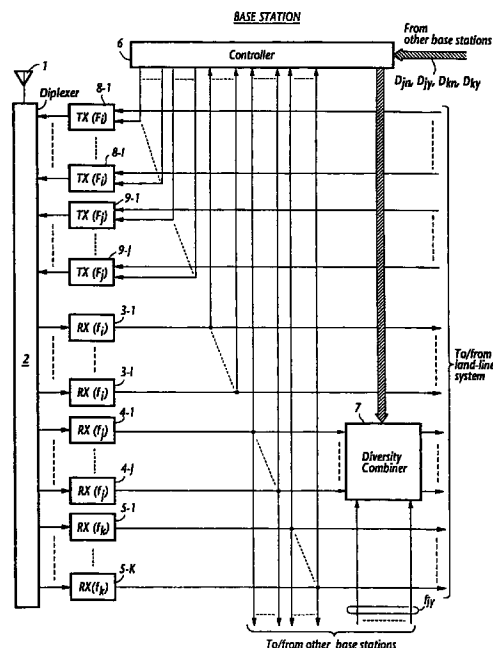 BASE STATION
From
other base stations
6
Controller
Djn, Djy, Dkn, Dky
1
Diplexer
8-1
TX (Fi)
8-I
TX (Fi)
9-1
TX (Fj)
9-J
TX (Fj)
3-1
RX (fi)
2
3-I
RX (fi)
To/from
land-line
system
4-1
RX (fj)
7
Diversity
Combiner
4-J
RX (fj)
5-1
RX (fk)
5-K
RX(fk)
fjy
To/from other base stations